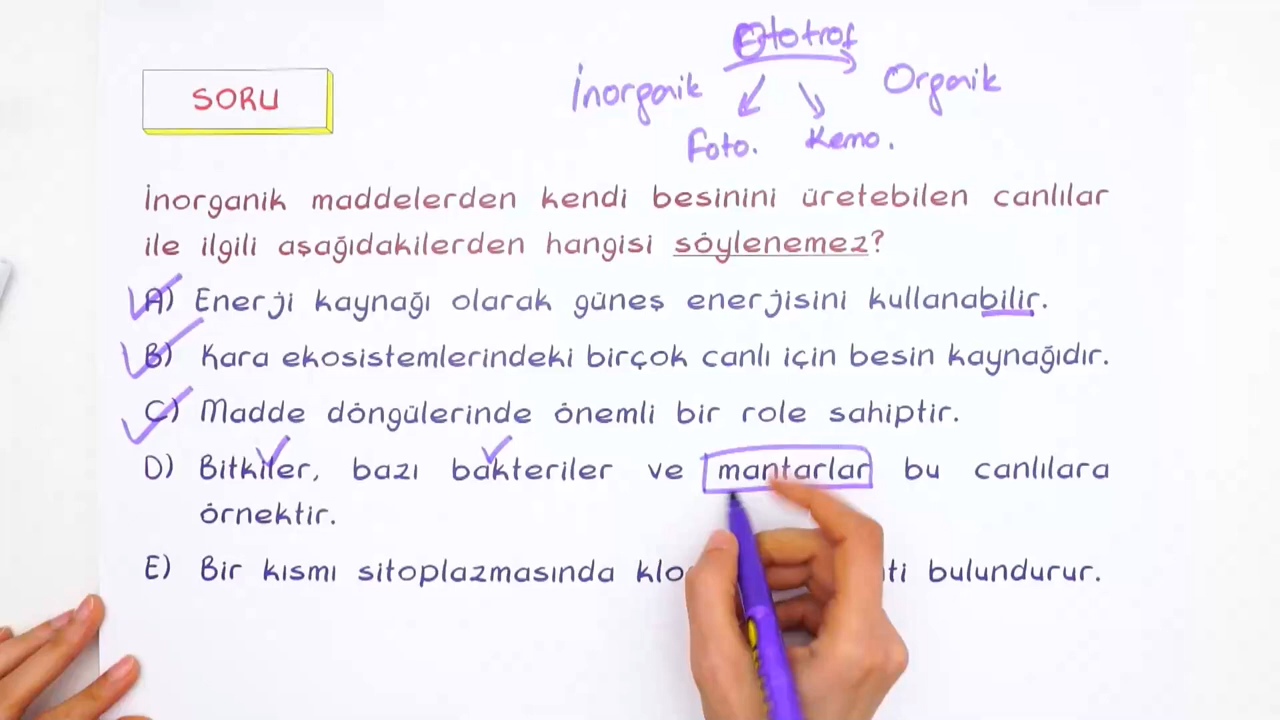 Ototrof
İnorganik
Organik
Foto.
Kemo.
SORU
İnorganik maddelerden kendi besinini üretebilen canlılar
ile ilgili aşağıdakilerden hangisi söylenemez?
A) Enerji kaynağı olarak güneş enerjisini kullanabilir.
B) Kara ekosistemlerindeki birçok canlı için besin kaynağıdır.
C) Madde döngülerinde önemli bir role sahiptir.
D) Bitkiler, bazı bakteriler ve mantarlar bu canlılara
örnektir.
E) Bir kısmı sitoplazmasında bulundurur.